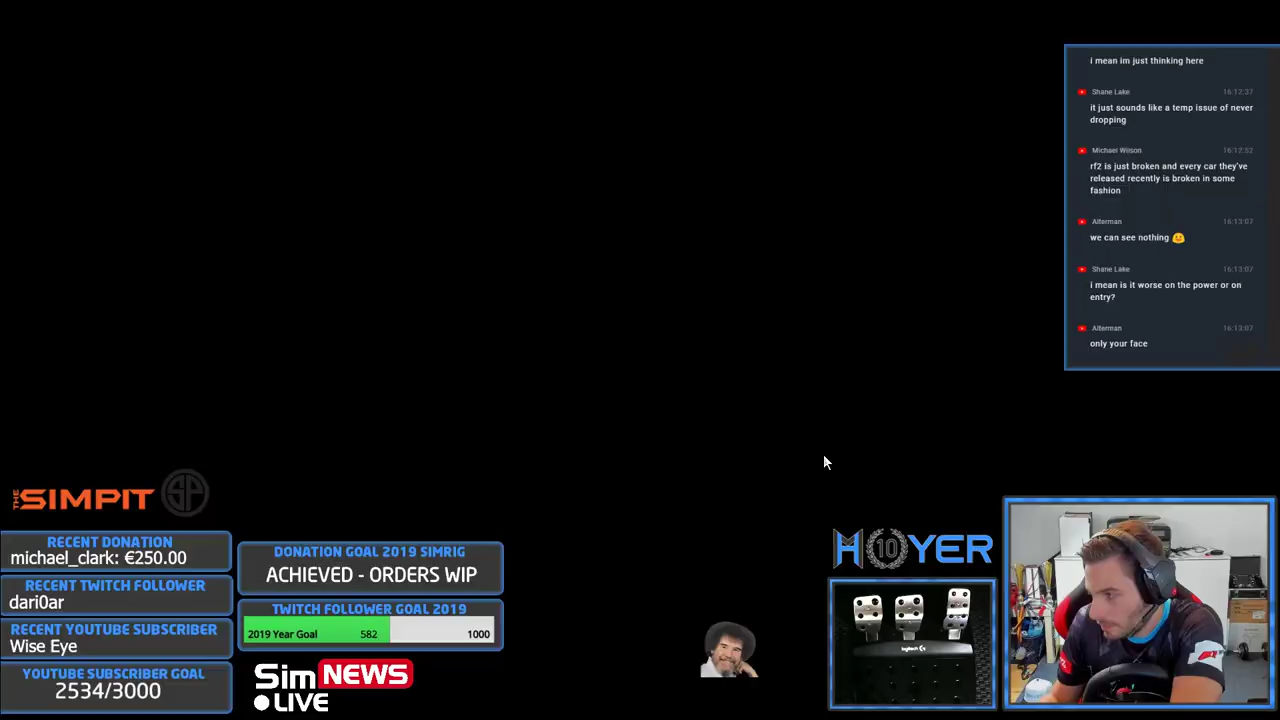 i mean im just thinking here
Shane Lake 16:12:37
it just sounds like a temp issue of never
dropping
Michael Wilson 16:12:52
rf2 is just broken and every car they've
released recently is broken in some
fashion
Alterman 16:13:07
we can see nothing
Shane Lake 16:13:07
i mean is it worse on the power or on
entry?
Alterman 16:13:07
only your face
THE SIMPIT SP
RECENT DONATION
michael_clark: €250.00
RECENT TWITCH FOLLOWER
dari0ar
RECENT YOUTUBE SUBSCRIBER
Wise Eye
YOUTUBE SUBSCRIBER GOAL
2534/3000
DONATION GOAL 2019 SIMRIG
ACHIEVED - ORDERS WIP
TWITCH FOLLOWER GOAL 2019
2019 Year Goal 582 1000
Sim NEWS
LIVE
H 10 YER
logitech G